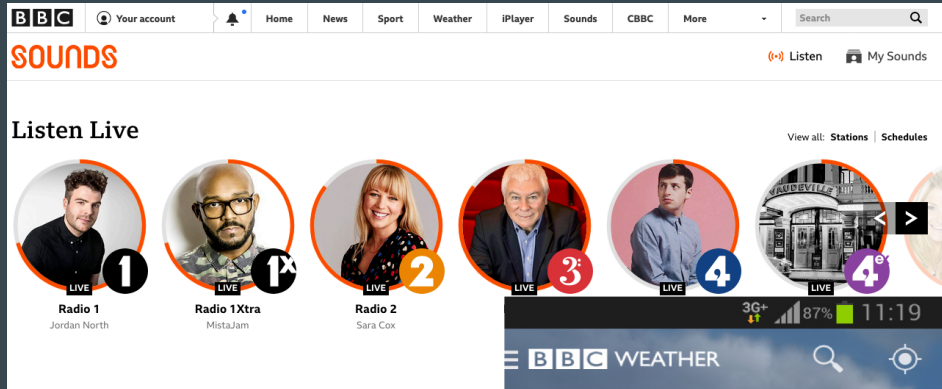 BBC Your account Home News Sport Weather iPlayer Sounds CBBC More Search
SOUNDS Listen My Sounds
Listen Live
View all: Stations | Schedules
VAUDEVILLE
1 1X 2 3 4 4ex
LIVE LIVE LIVE LIVE LIVE LIVE
Radio 1 Radio 1Xtra Radio 2
Jordan North MistaJam Sara Cox
3G+ 87% 11:19
BBC WEATHER